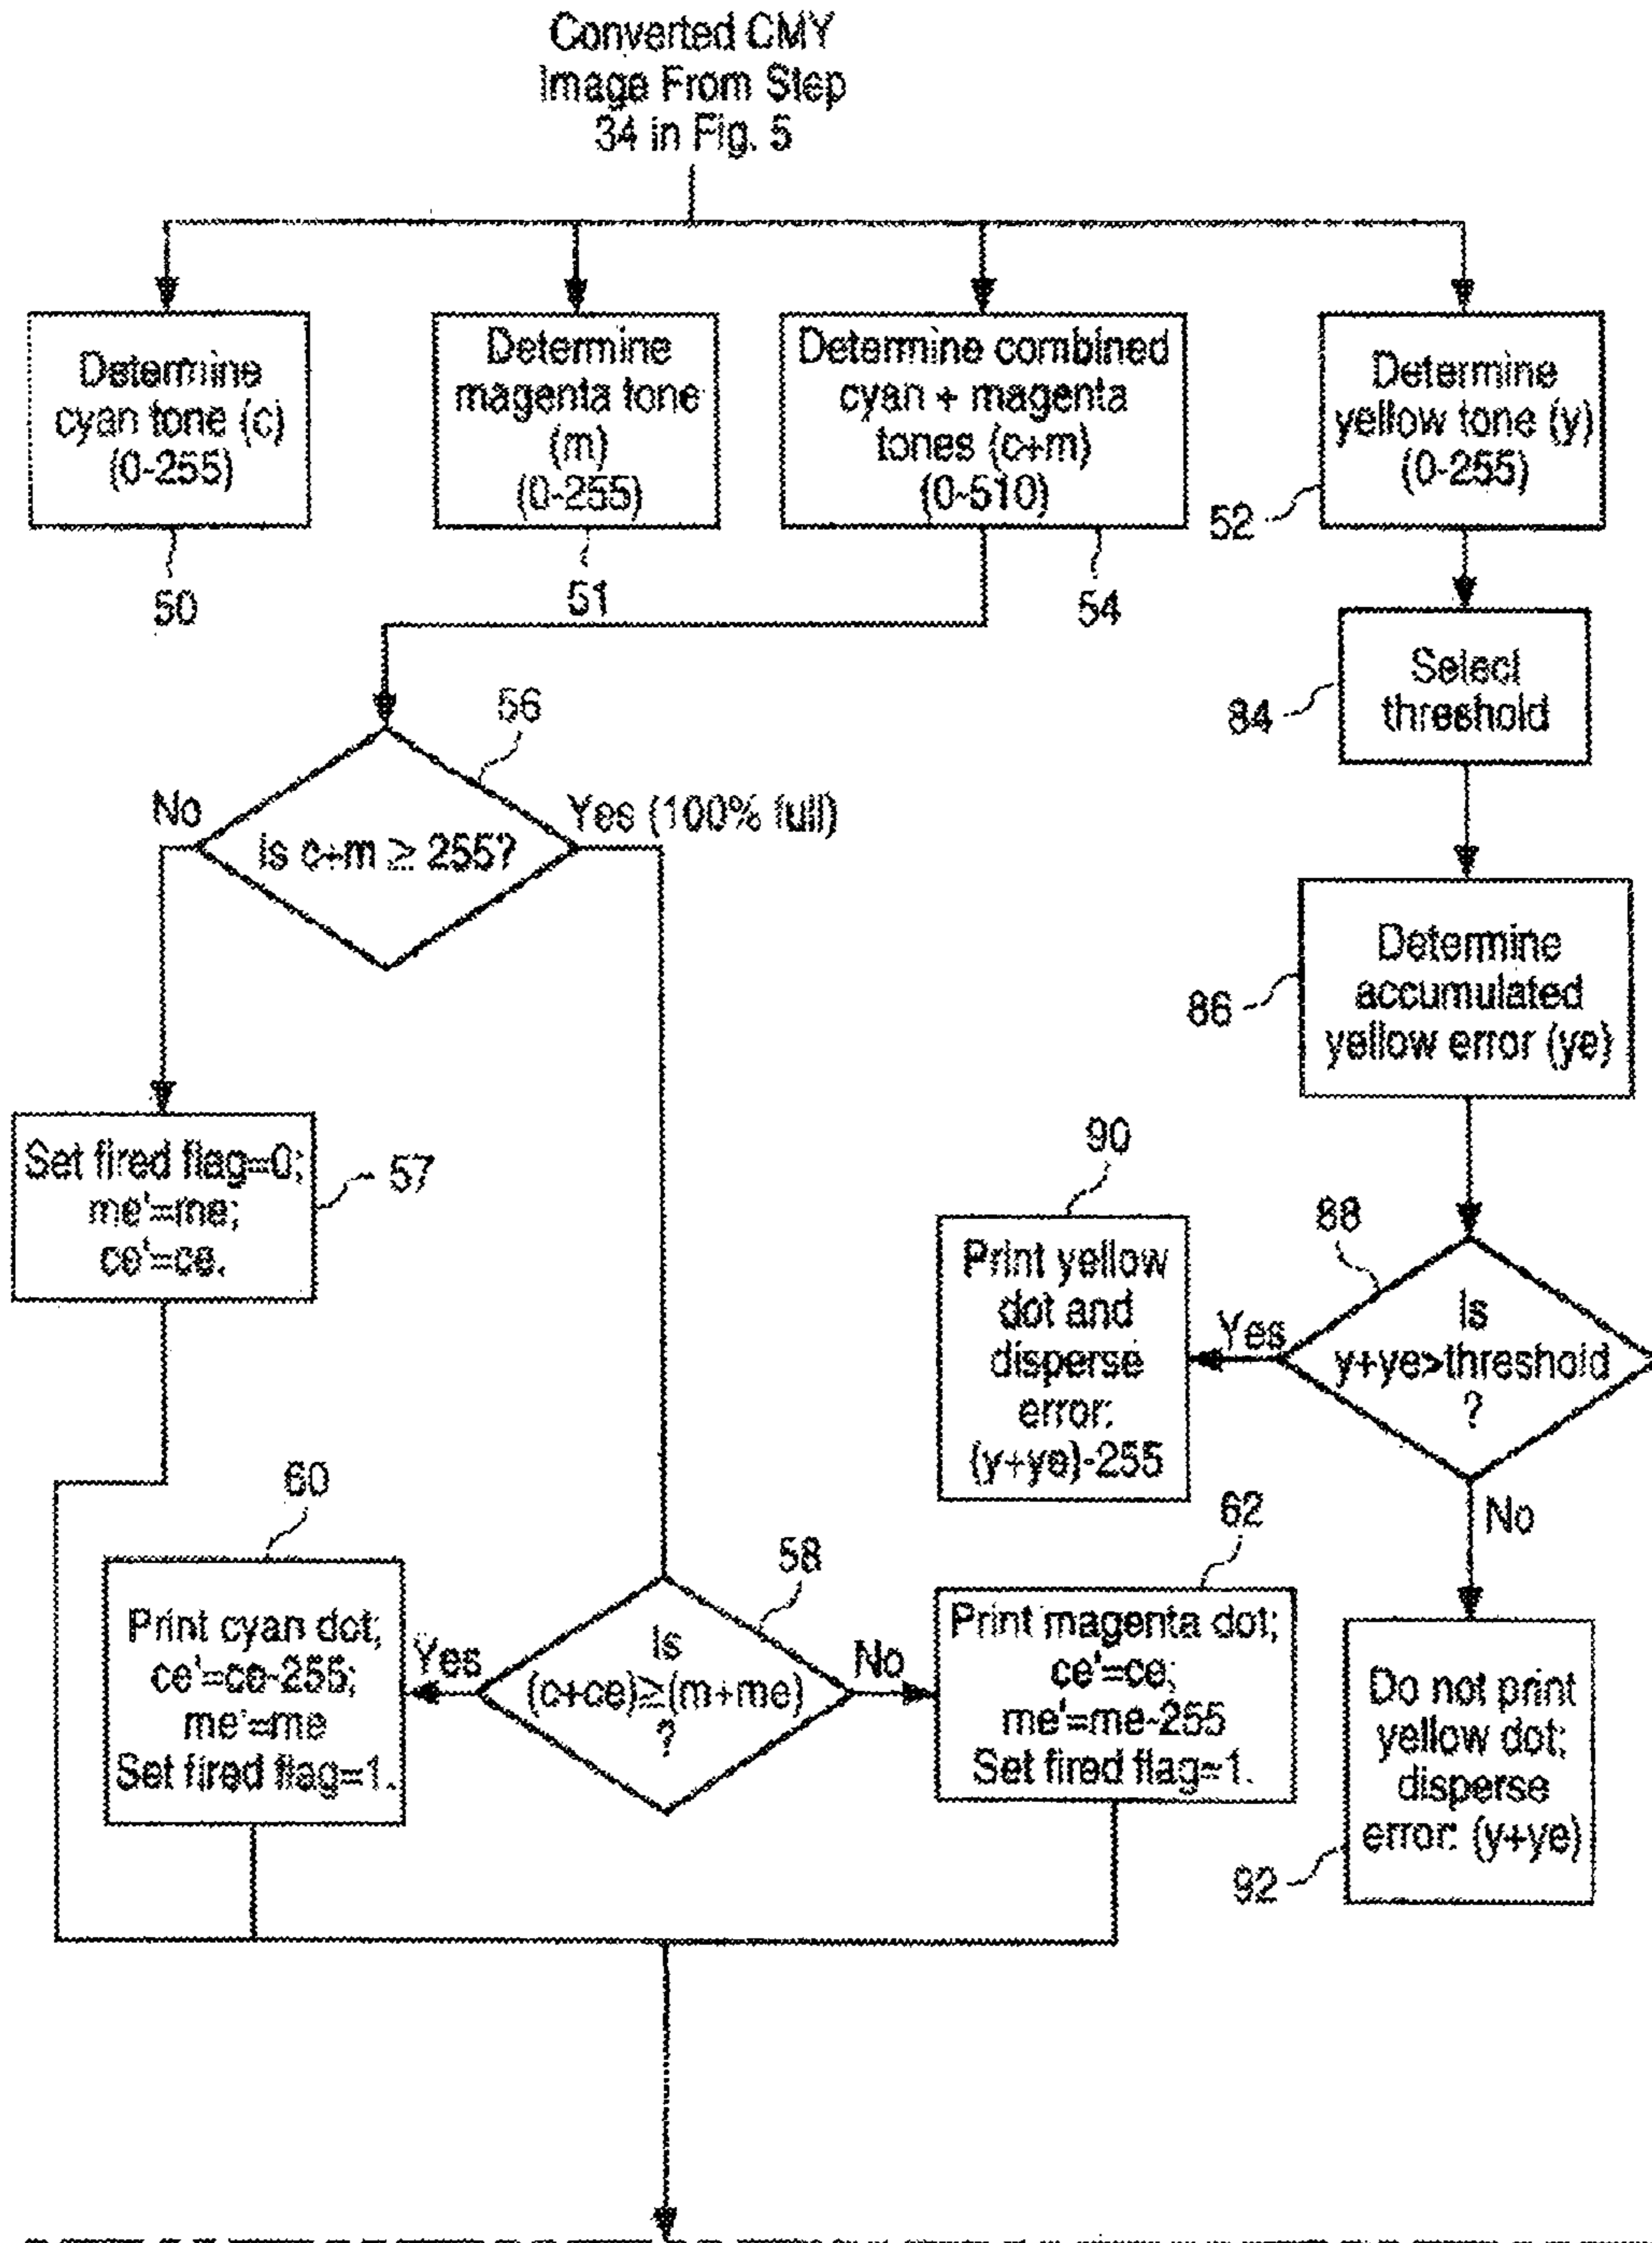 Converted CMY
Image From Step
34 in Fig. 5
Determine
cyan tone (c)
(0-255)
50
Determine
magenta tone
(m)
(0-255)
51
Determine combined
cyan + magenta
tones (c+m)
(0-510)
54
Determine
yellow tone (y)
(0-255)
52
Select
threshold
84
56
No
Yes (100% full)
is c+m ≥ 255?
Determine
accumulated
yellow error (ye)
86
Set fired flag=0;
me'=me;
ce'=ce.
57
90
Print yellow
dot and
disperse
error:
(y+ye)-255
88
Yes
Is
y+ye>threshold
?
No
60
Print cyan dot;
ce'=ce-255;
me'=me
Set fired flag=1.
58
Yes
Is
(c+ce)≥(m+me)
?
No
62
Print magenta dot;
ce'=ce;
me'=me-255
Set fired flag=1.
Do not print
yellow dot;
disperse
error: (y+ye)
92